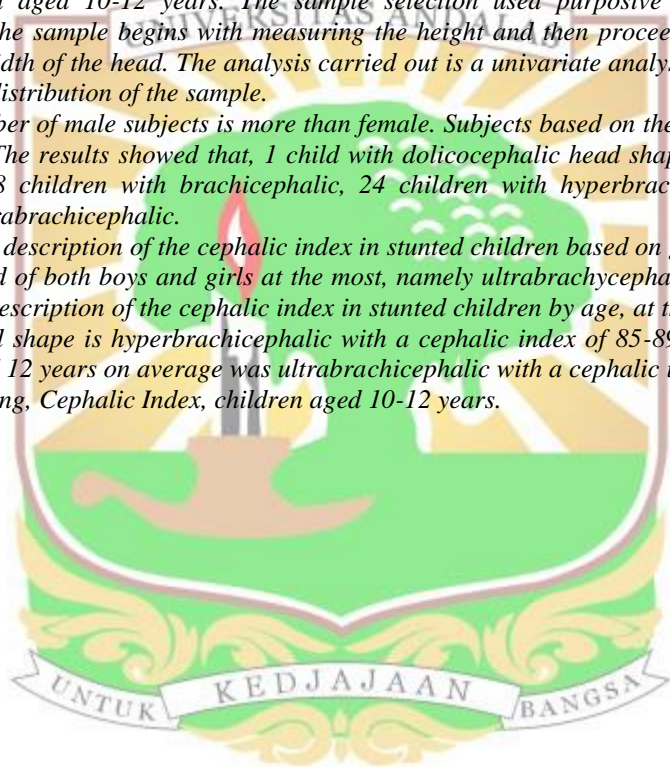 aged 10-12 years. The sample selection used purposive
UNIVERSITAS ANDALAS
he sample begins with measuring the height and then procee
idth of the head. The analysis carried out is a univariate analy
distribution of the sample.
ber of male subjects is more than female. Subjects based on the
The results showed that, 1 child with dolicocephalic head shap
8 children with brachicephalic, 24 children with hyperbrac
rabrachicephalic.
description of the cephalic index in stunted children based on
d of both boys and girls at the most, namely ultrabrachycepha
escription of the cephalic index in stunted children by age, at
l shape is hyperbrachicephalic with a cephalic index of 85-89
12 years on average was ultrabrachicephalic with a cephalic
ng, Cephalic Index, children aged 10-12 years.
UNTUK KEDJAJAAN BANGSA